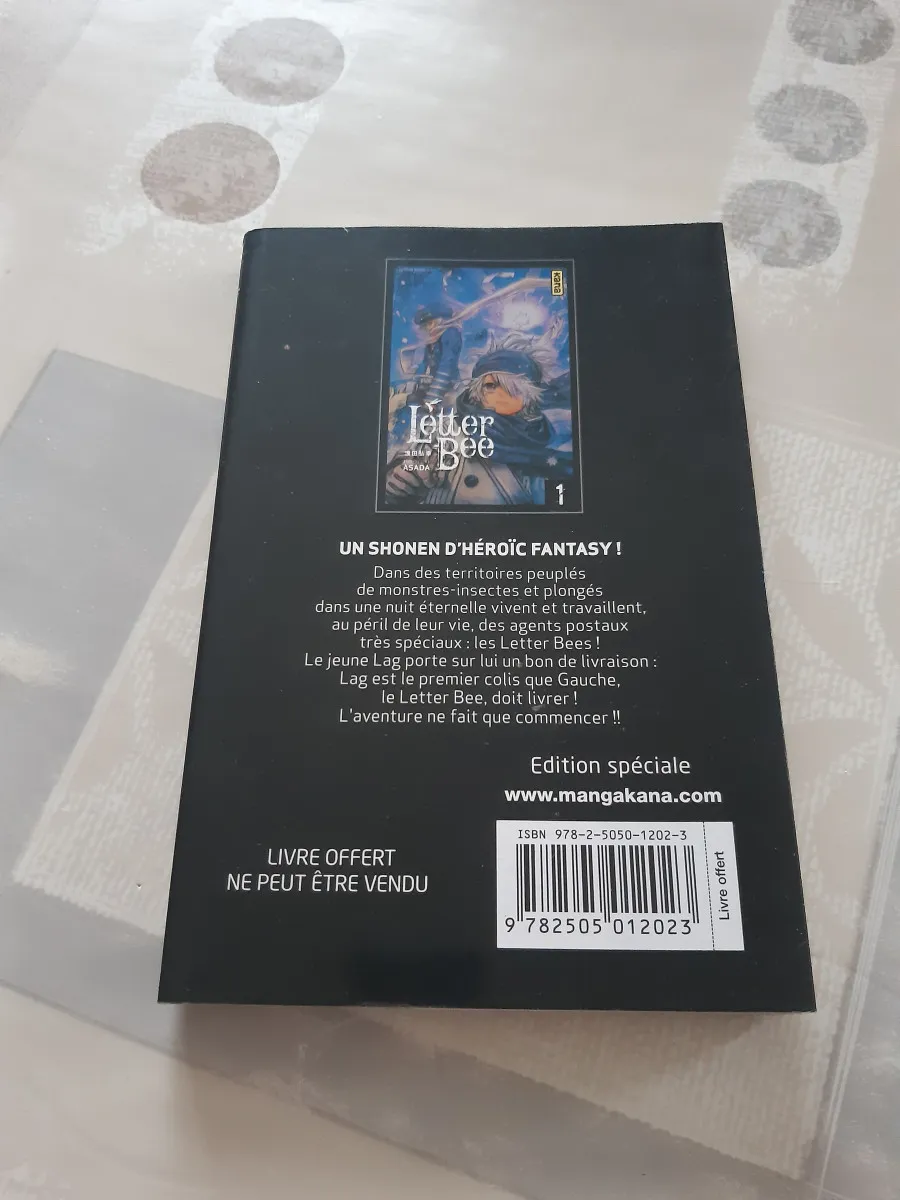 kana
Letter
Bee
浅田弘幸
ASADA
1
UN SHONEN D'HÉROÏC FANTASY !
Dans des territoires peuplés
de monstres-insectes et plongés
dans une nuit éternelle vivent et travaillent,
au péril de leur vie, des agents postaux
très spéciaux : les Letter Bees !
Le jeune Lag porte sur lui un bon de livraison :
Lag est le premier colis que Gauche,
le Letter Bee, doit livrer !
L'aventure ne fait que commencer !!
Edition spéciale
www.mangakana.com
LIVRE OFFERT
NE PEUT ÊTRE VENDU
ISBN 978-2-5050-1202-3
9 782505 012023
Livre offert